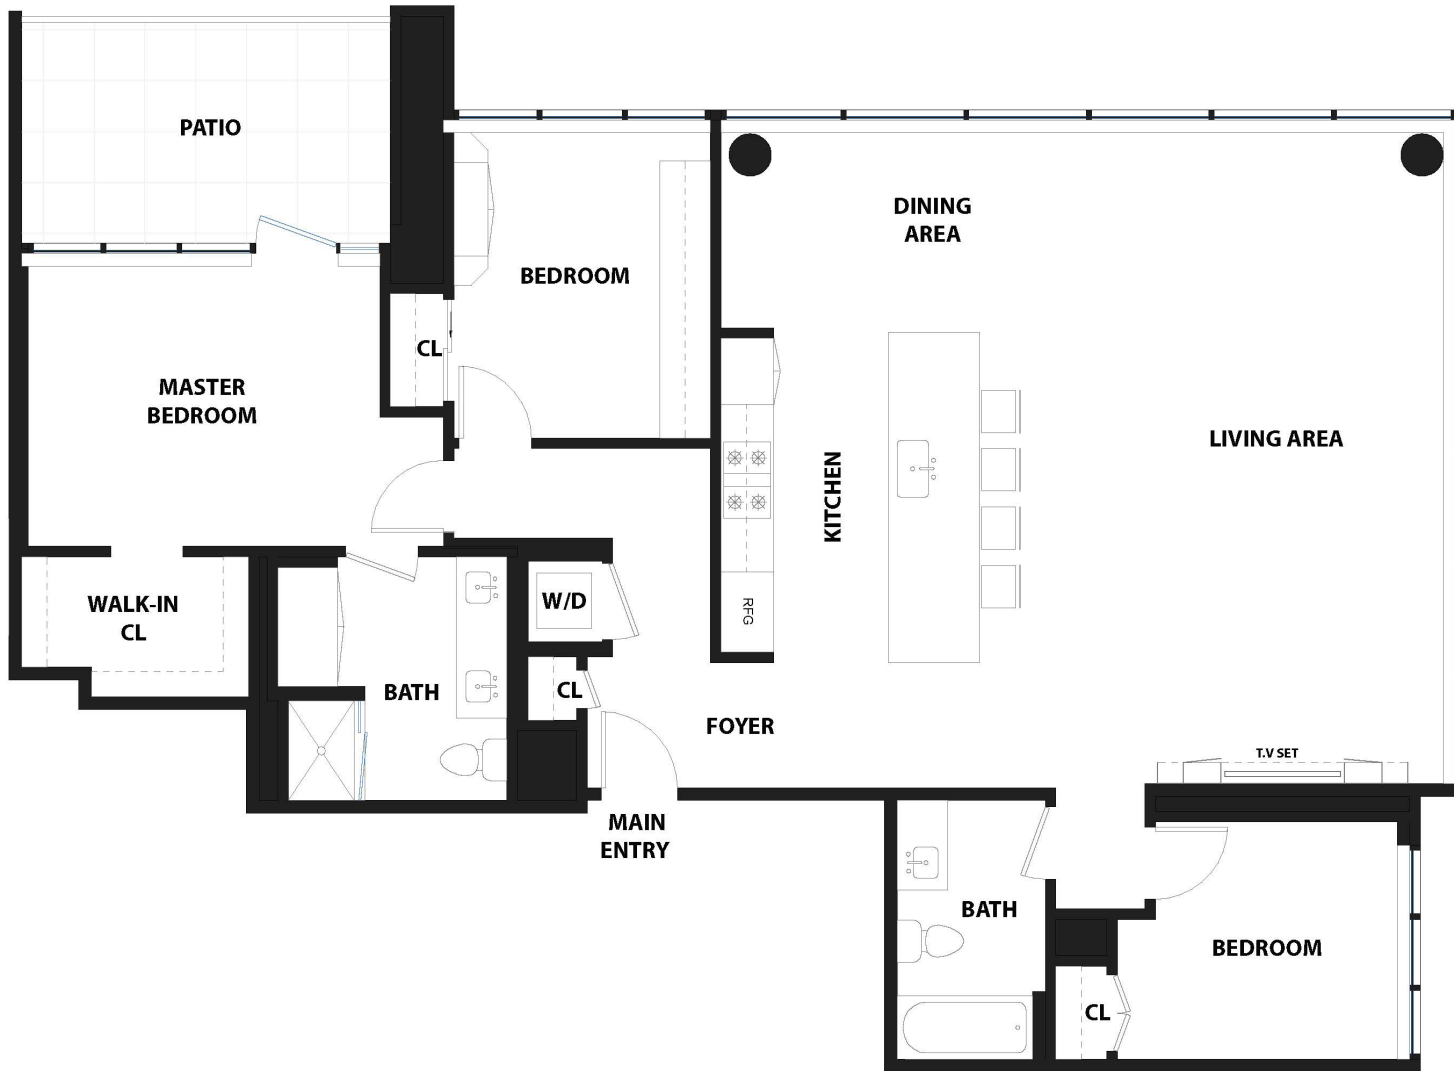 PATIO
DINING
AREA
BEDROOM
CL
MASTER
BEDROOM
LIVING AREA
KITCHEN
WALK-IN
CL
W/D
RFG
BATH
CL
FOYER
T.V SET
MAIN
ENTRY
BATH
BEDROOM
CL